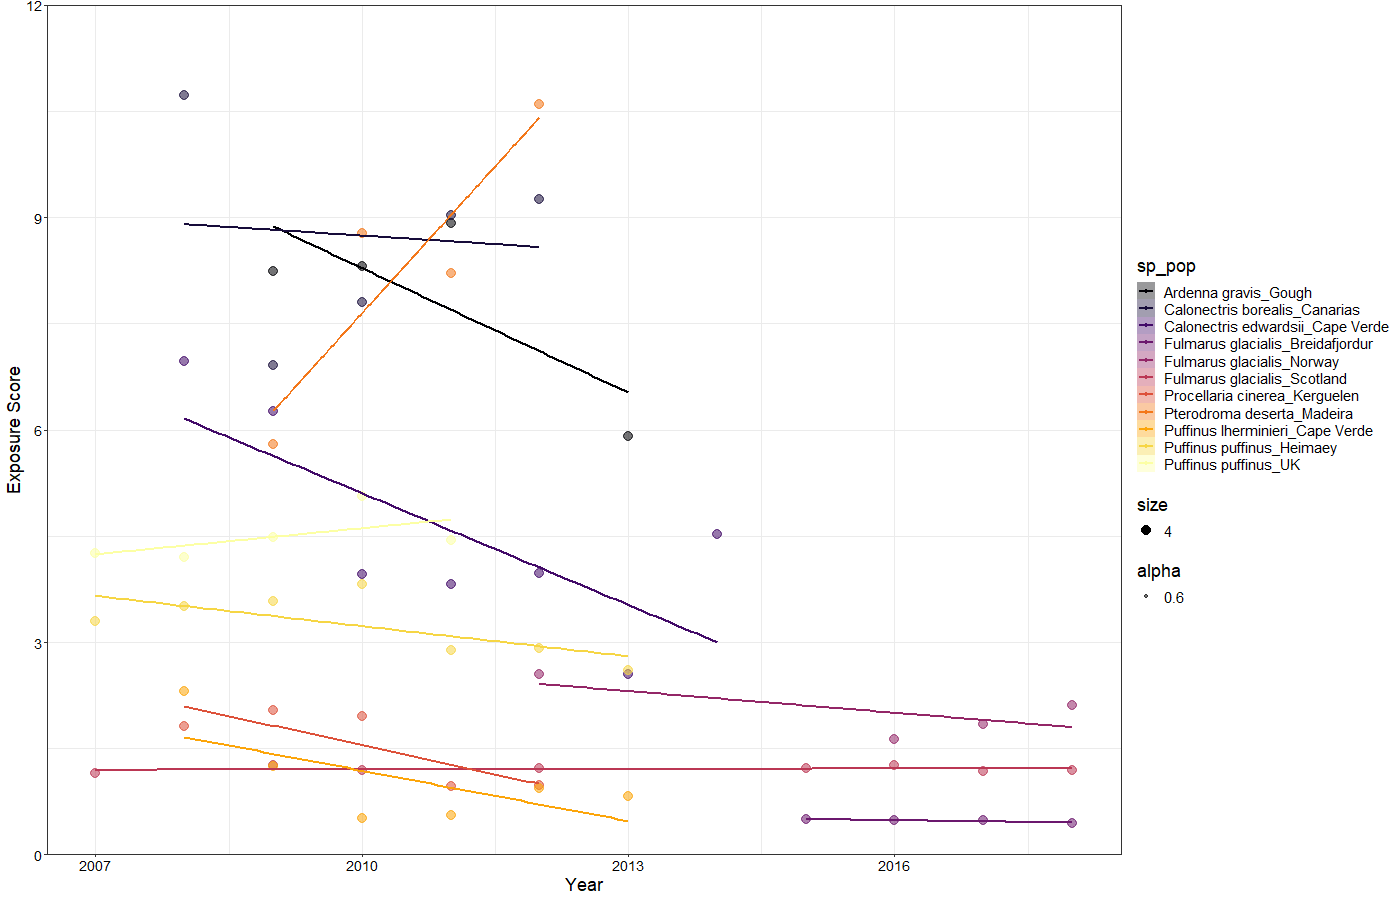 12
9
6
3
0
Exposure Score
2007
2010
2013
2016
Year
sp_pop
Ardenna gravis_Gough
Calonectris borealis_Canarias
Calonectris edwardsii_Cape Verde
Fulmarus glacialis_Breidafjordur
Fulmarus glacialis_Norway
Fulmarus glacialis_Scotland
Procellaria cinerea_Kerguelen
Pterodroma deserta_Madeira
Puffinus lherminieri_Cape Verde
Puffinus puffinus_Heimaey
Puffinus puffinus_UK
size
4
alpha
0.6